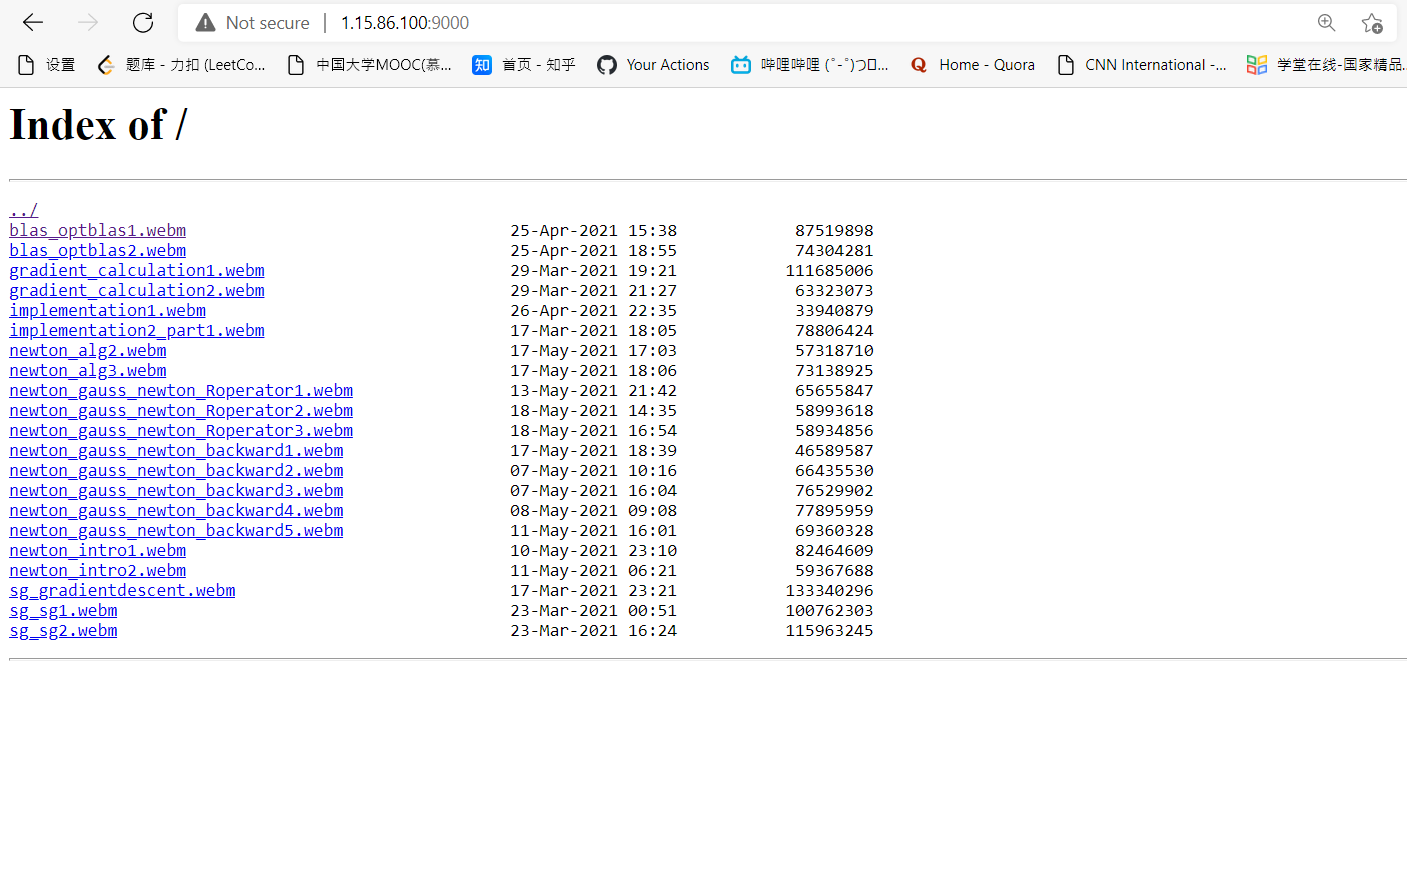 Not secure | 1.15.86.100:9000
设置 题库 - 力扣 (LeetCo... 中国大学MOOC(慕... 知 首页 - 知乎 Your Actions 哔哩哔哩 (゜-゜)つロ... Q Home - Quora CNN International -... 学堂在线-国家精品...
Index of /
../
blas_optblas1.webm 25-Apr-2021 15:38 87519898
blas_optblas2.webm 25-Apr-2021 18:55 74304281
gradient_calculation1.webm 29-Mar-2021 19:21 111685006
gradient_calculation2.webm 29-Mar-2021 21:27 63323073
implementation1.webm 26-Apr-2021 22:35 33940879
implementation2_part1.webm 17-Mar-2021 18:05 78806424
newton_alg2.webm 17-May-2021 17:03 57318710
newton_alg3.webm 17-May-2021 18:06 73138925
newton_gauss_newton_Roperator1.webm 13-May-2021 21:42 65655847
newton_gauss_newton_Roperator2.webm 18-May-2021 14:35 58993618
newton_gauss_newton_Roperator3.webm 18-May-2021 16:54 58934856
newton_gauss_newton_backward1.webm 17-May-2021 18:39 46589587
newton_gauss_newton_backward2.webm 07-May-2021 10:16 66435530
newton_gauss_newton_backward3.webm 07-May-2021 16:04 76529902
newton_gauss_newton_backward4.webm 08-May-2021 09:08 77895959
newton_gauss_newton_backward5.webm 11-May-2021 16:01 69360328
newton_intro1.webm 10-May-2021 23:10 82464609
newton_intro2.webm 11-May-2021 06:21 59367688
sg_gradientdescent.webm 17-Mar-2021 23:21 133340296
sg_sg1.webm 23-Mar-2021 00:51 100762303
sg_sg2.webm 23-Mar-2021 16:24 115963245